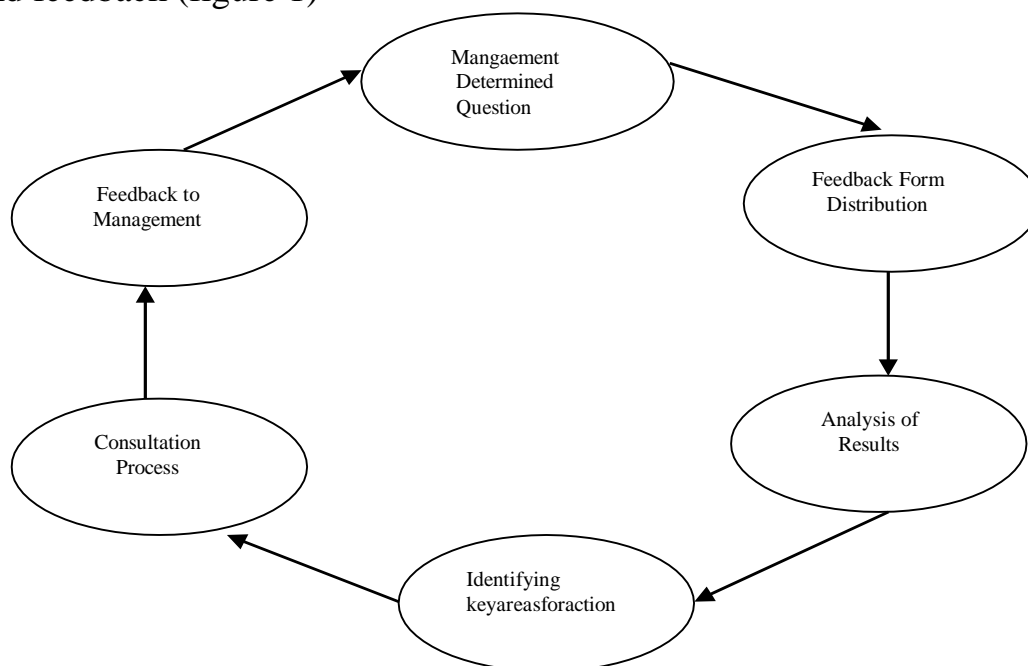 feedback (figure 1)
Mangaement
Determined
Question
Feedback Form
Distribution
Analysis of
Results
Identifying
keyareasforaction
Consultation
Process
Feedback to
Management